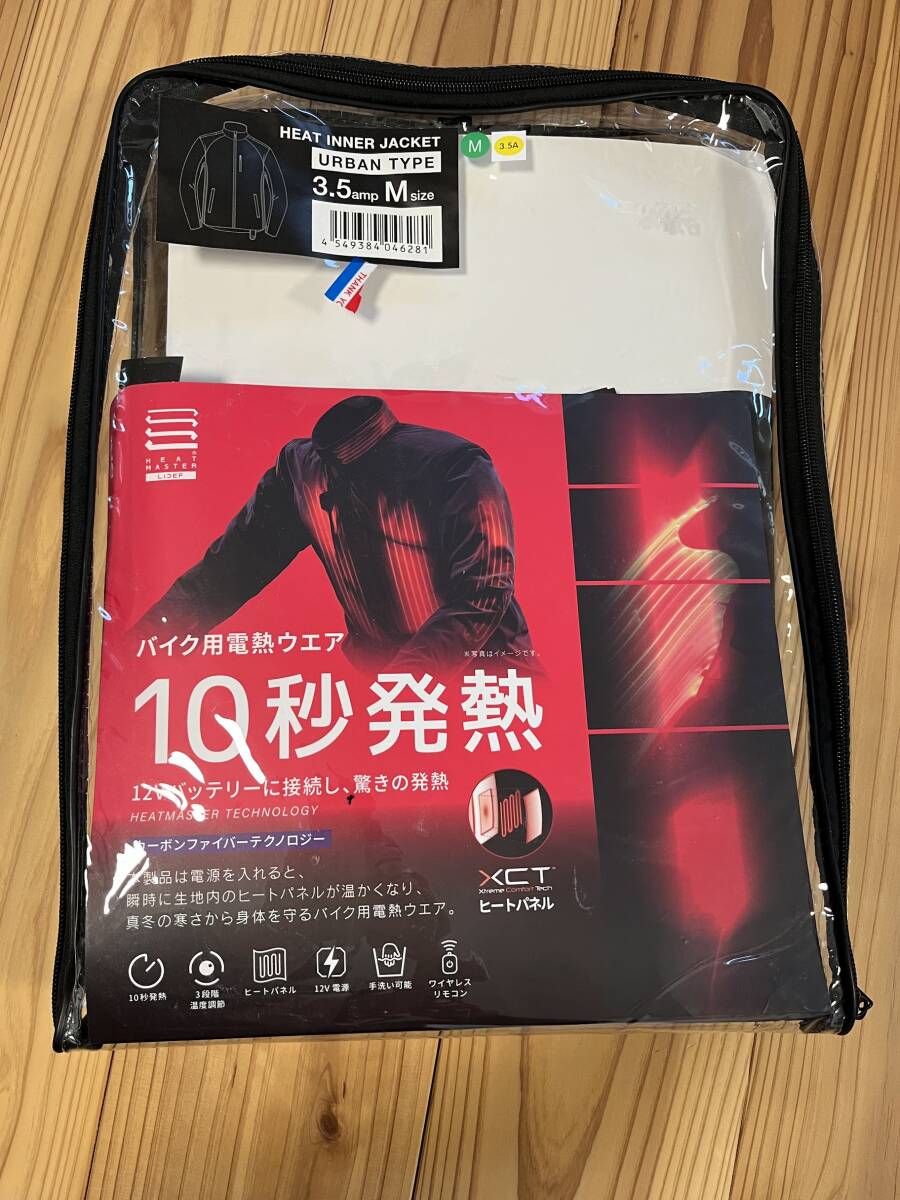 HEAT INNER JACKET
URBAN TYPE
3.5amp M size
4 549384 046281
M
3.5A
THANK YO
HEAT
MASTER®
LIDEF
バイク用電熱ウエア
※写真はイメージです。
10秒発熱
12Vバッテリーに接続し、驚きの発熱
HEATMASTER TECHNOLOGY
カーボンファイバーテクノロジー
本製品は電源を入れると、
瞬時に生地内のヒートパネルが温かくなり、
真冬の寒さから身体を守るバイク用電熱ウエア。
XCT
Xtreme Comfort Tech
ヒートパネル
10秒発熱
3段階
温度調節
ヒートパネル
12V電源
手洗い可能
ワイヤレス
リモコン